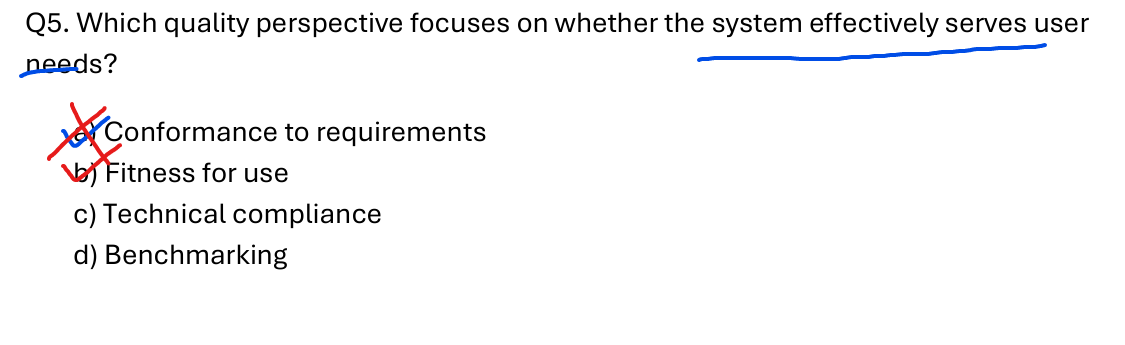 Q5. Which quality perspective focuses on whether the system effectively serves user
needs?
a) Conformance to requirements
b) Fitness for use
c) Technical compliance
d) Benchmarking